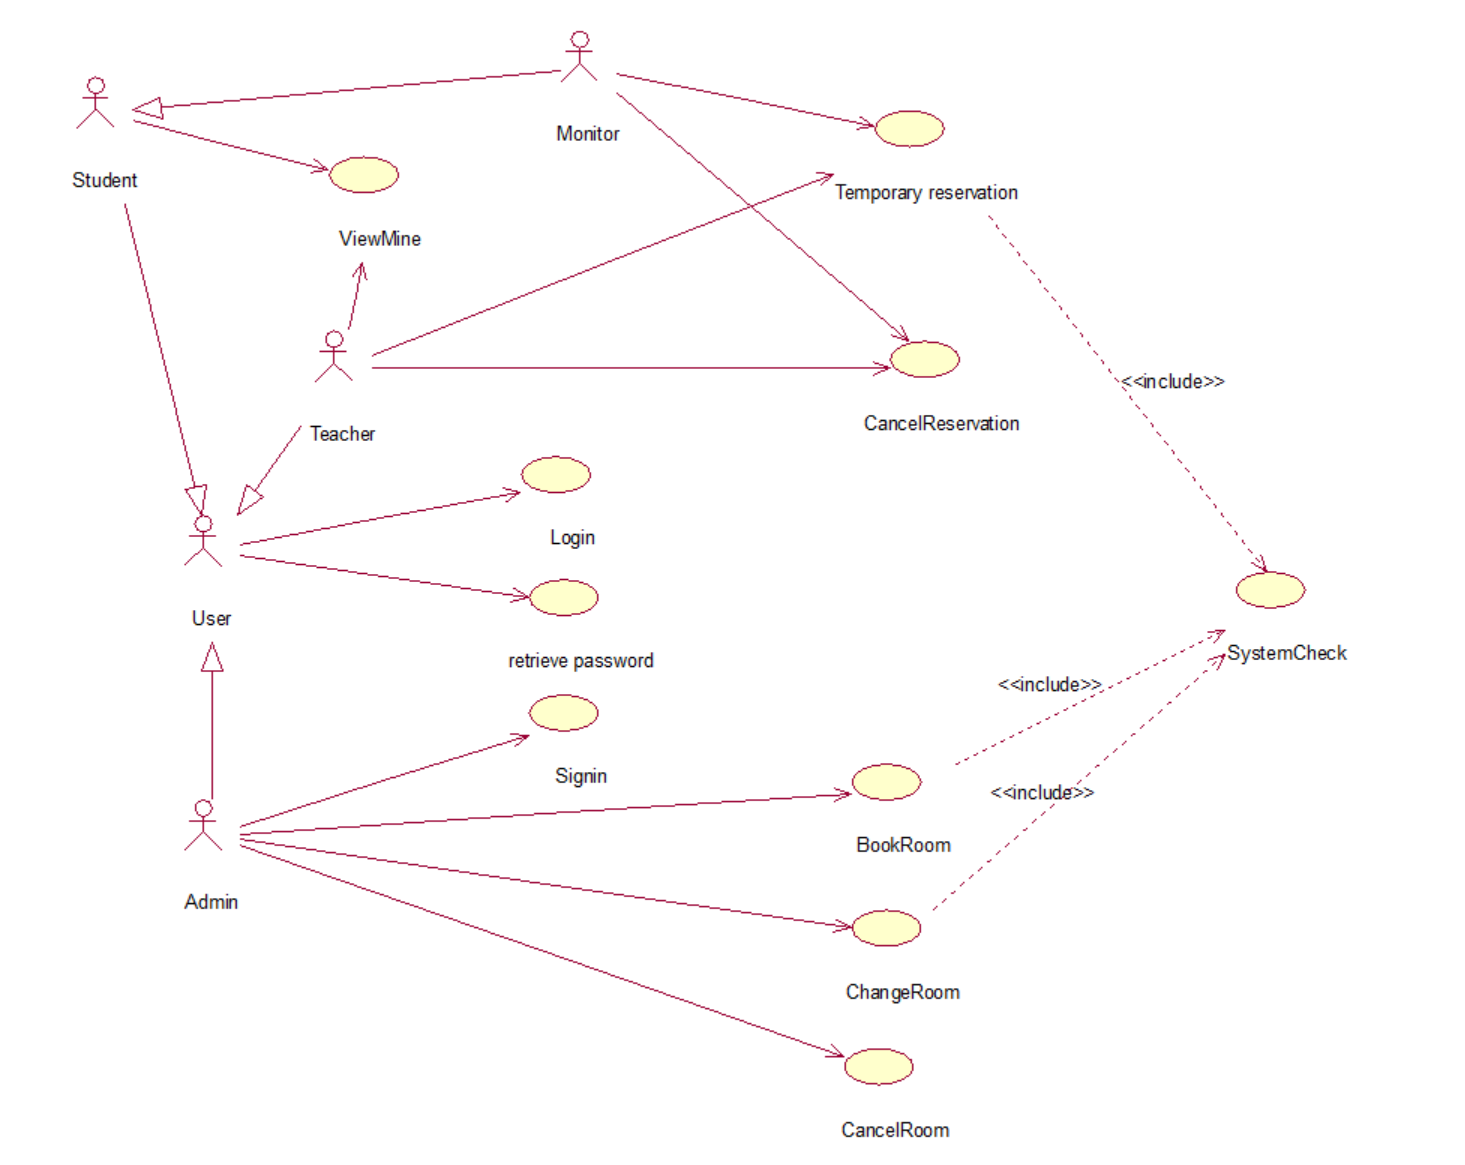 Monitor
Student
Temporary reservation
ViewMine
<<include>>
CancelReservation
Teacher
Login
User
SystemCheck
retrieve password
<<include>>
Signin
<<include>>
BookRoom
Admin
ChangeRoom
CancelRoom